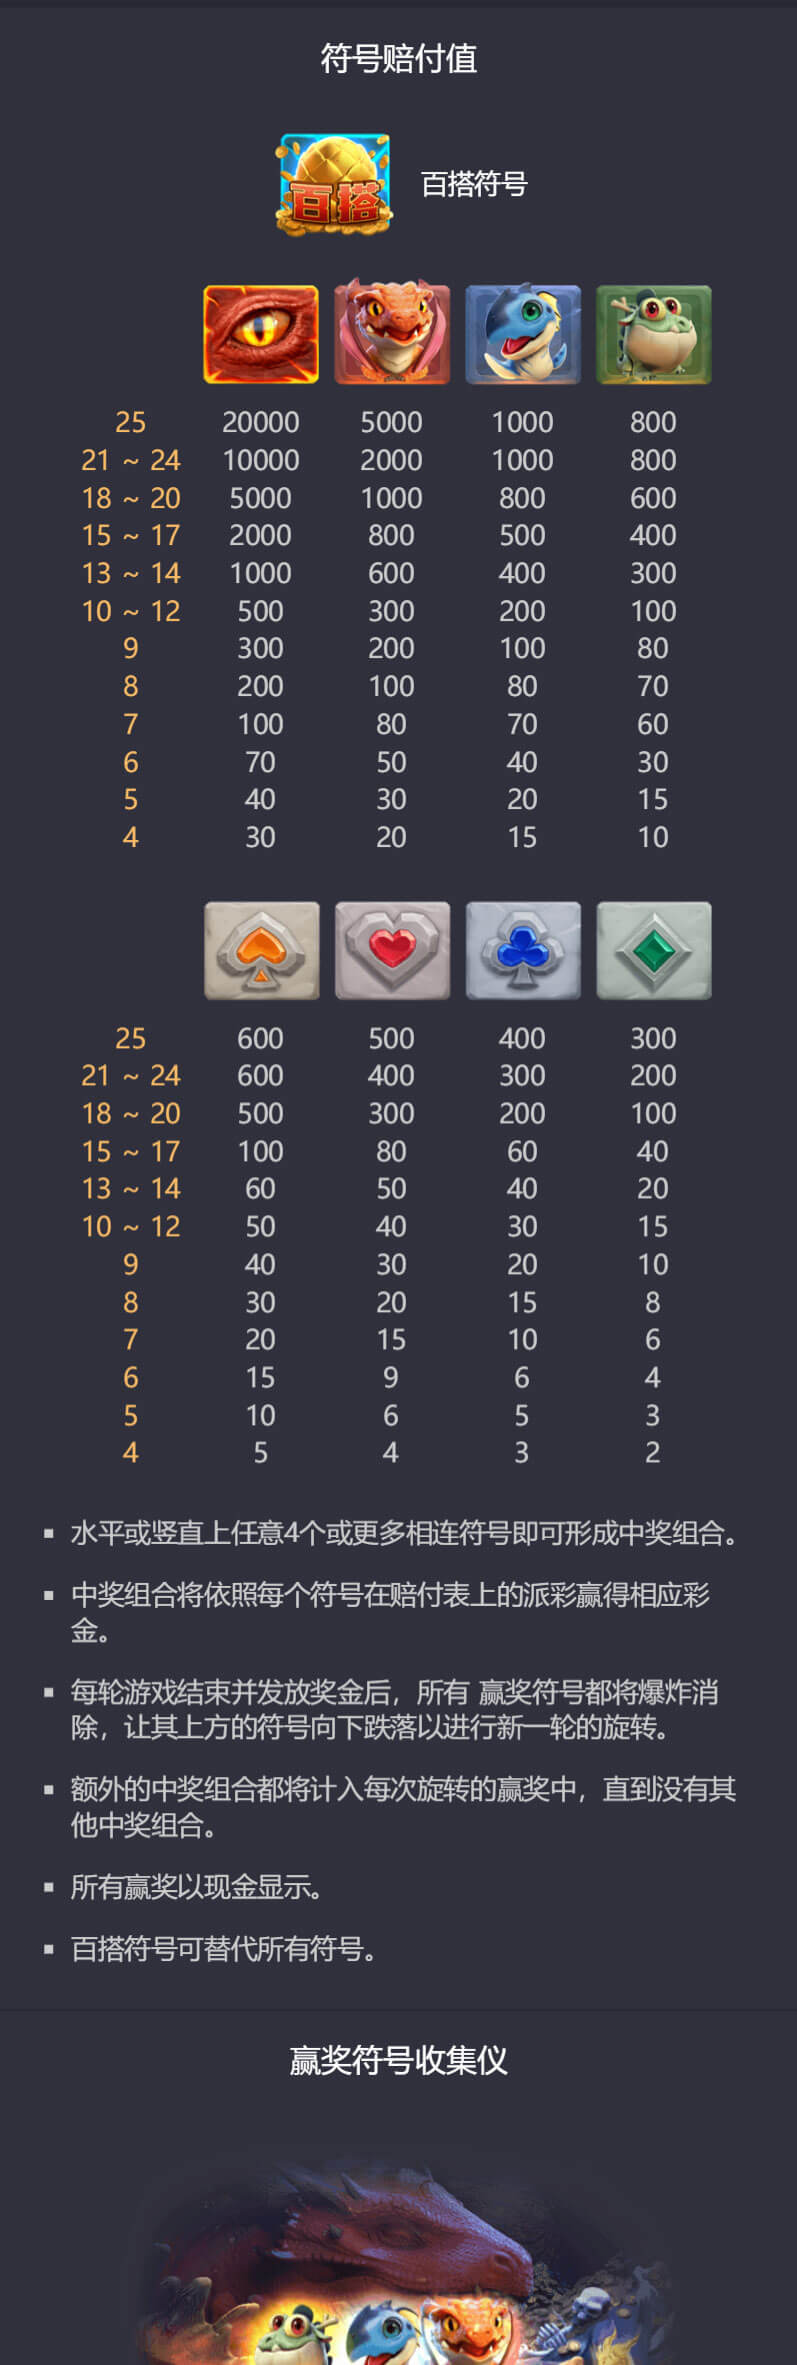 符号赔付值
百搭
百搭符号
25 20000 5000 1000 800
21 ~ 24 10000 2000 1000 800
18 ~ 20 5000 1000 800 600
15 ~ 17 2000 800 500 400
13 ~ 14 1000 600 400 300
10 ~ 12 500 300 200 100
9 300 200 100 80
8 200 100 80 70
7 100 80 70 60
6 70 50 40 30
5 40 30 20 15
4 30 20 15 10
25 600 500 400 300
21 ~ 24 600 400 300 200
18 ~ 20 500 300 200 100
15 ~ 17 100 80 60 40
13 ~ 14 60 50 40 20
10 ~ 12 50 40 30 15
9 40 30 20 10
8 30 20 15 8
7 20 15 10 6
6 15 9 6 4
5 10 6 5 3
4 5 4 3 2
▪ 水平或竖直上任意4个或更多相连符号即可形成中奖组合。
▪ 中奖组合将依照每个符号在赔付表上的派彩赢得相应彩
金。
▪ 每轮游戏结束并发放奖金后，所有 赢奖符号都将爆炸消
除，让其上方的符号向下跌落以进行新一轮的旋转。
▪ 额外的中奖组合都将计入每次旋转的赢奖中，直到没有其
他中奖组合。
▪ 所有赢奖以现金显示。
▪ 百搭符号可替代所有符号。
赢奖符号收集仪